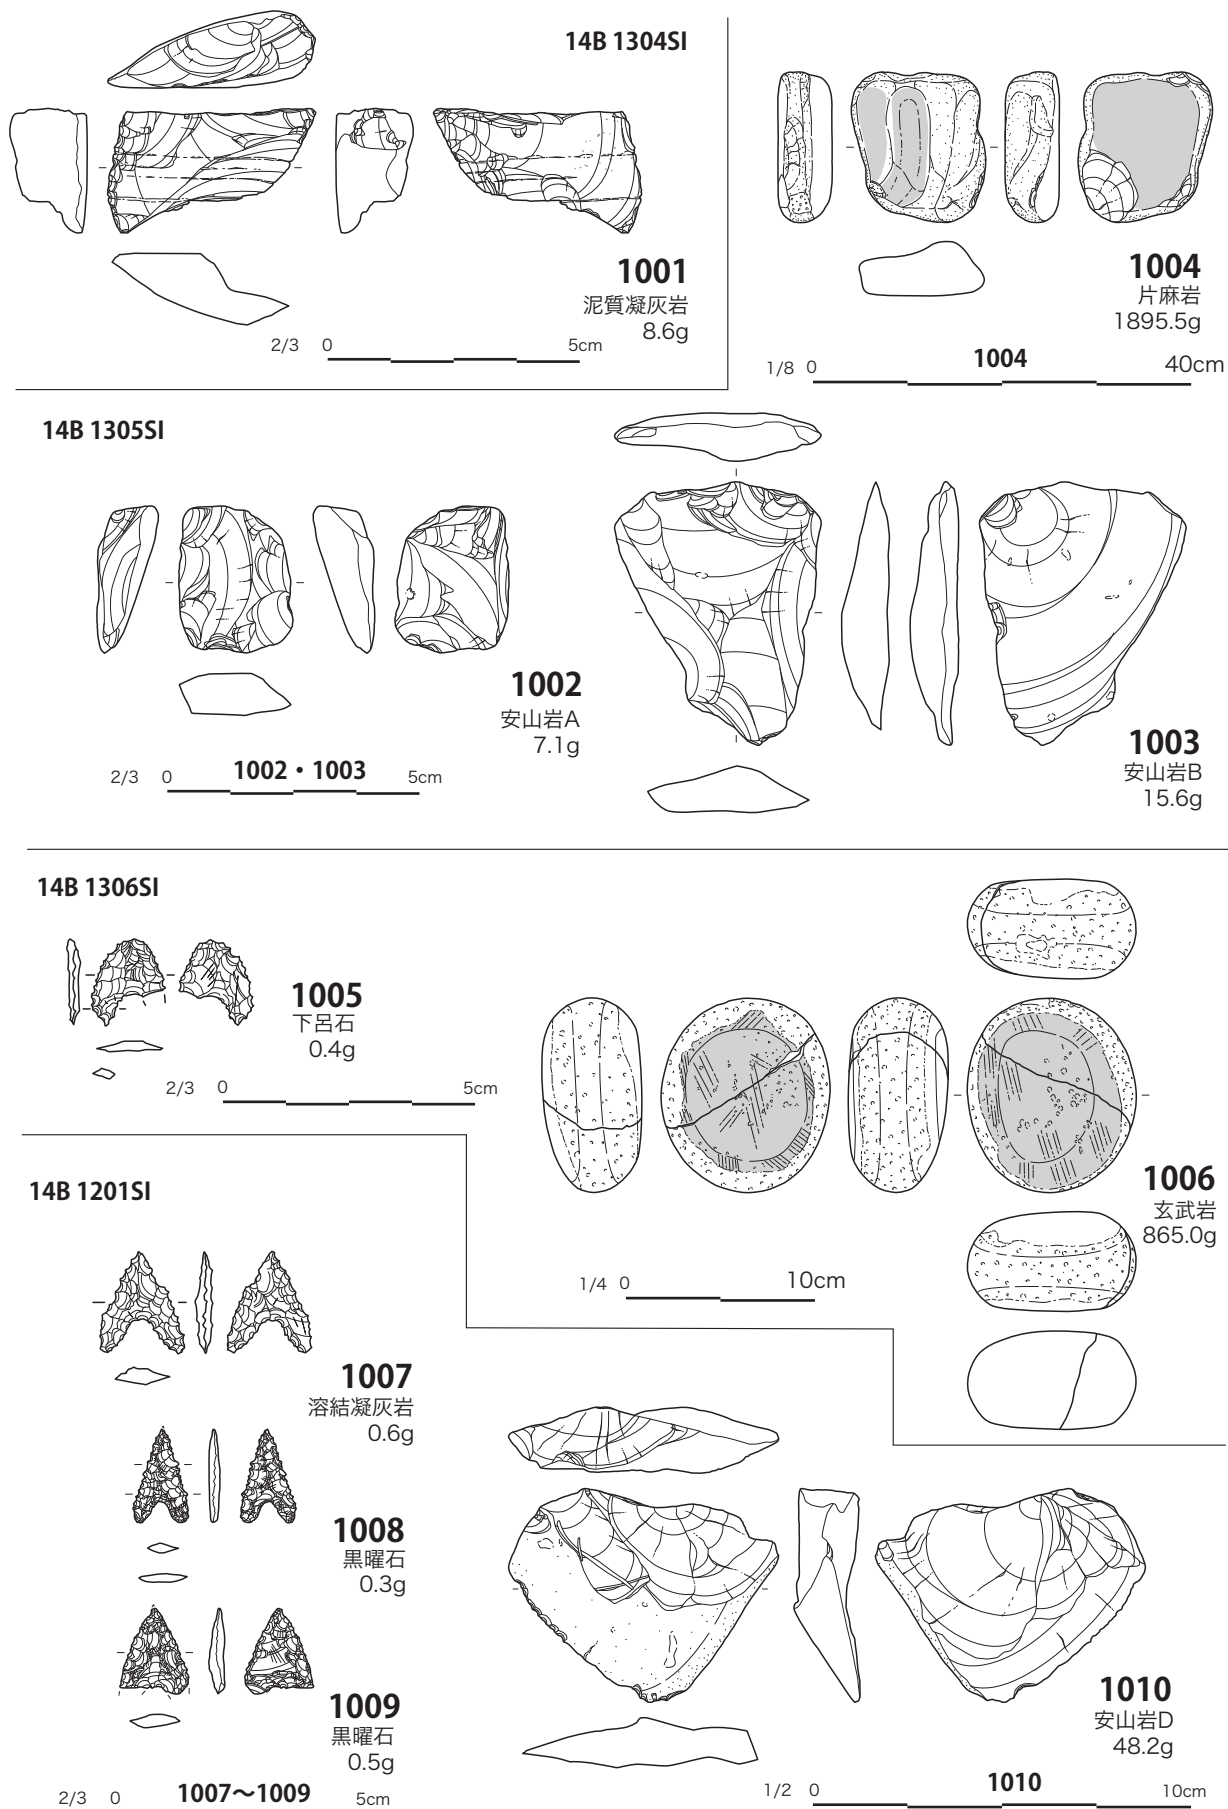 14B 1304SI
1001
泥質凝灰岩
8.6g
2/3 0 5cm
1004
片麻岩
1895.5g
1/8 0 1004 40cm
14B 1305SI
1002
安山岩A
7.1g
2/3 0 1002・1003 5cm
1003
安山岩B
15.6g
14B 1306SI
1005
下呂石
0.4g
2/3 0 5cm
1006
玄武岩
865.0g
1/4 0 10cm
14B 1201SI
1007
溶結凝灰岩
0.6g
1008
黒曜石
0.3g
1009
黒曜石
0.5g
2/3 0 1007〜1009 5cm
1010
安山岩D
48.2g
1/2 0 1010 10cm